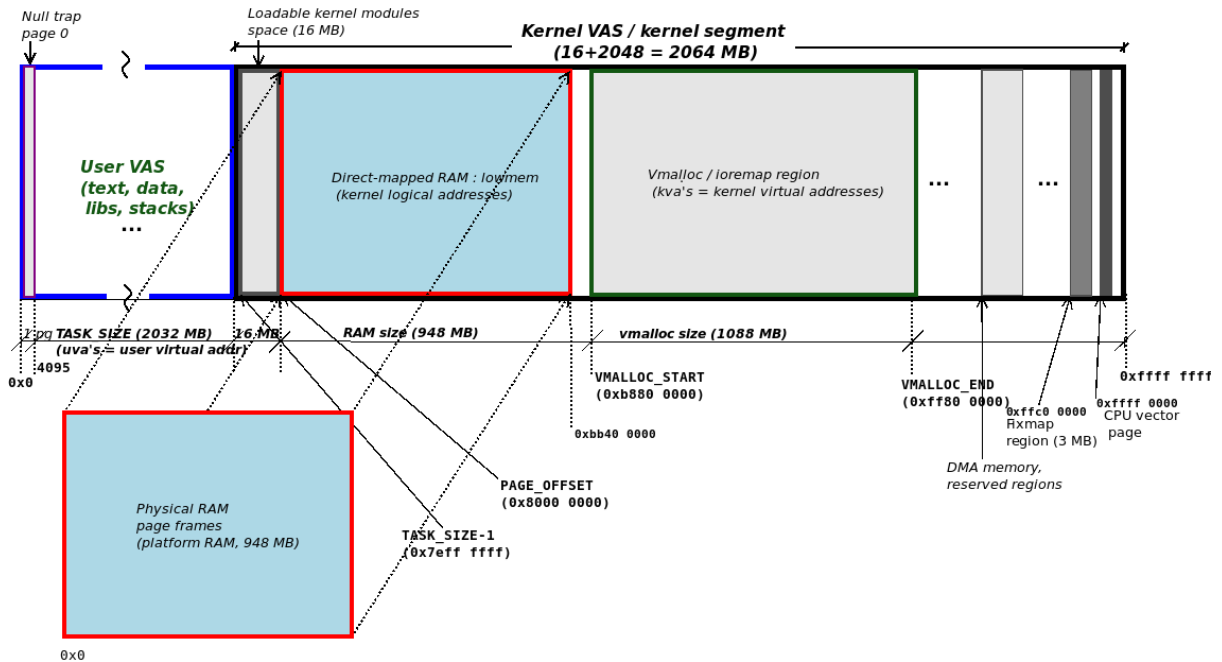 Null trap
page 0
Loadable kernel modules
space (16 MB)
Kernel VAS / kernel segment
(16+2048 = 2064 MB)
User VAS
(text, data,
libs, stacks)
...
Direct-mapped RAM : lowmem
(kernel logical addresses)
Vmalloc / ioremap region
(kva's = kernel virtual addresses)
...
...
1 pg
TASK_SIZE (2032 MB)
(uva's = user virtual addr)
16 MB
RAM size (948 MB)
vmalloc size (1088 MB)
0x0
4095
VMALLOC_START
(0xb880 0000)
VMALLOC_END
(0xff80 0000)
0xffff ffff
0xffc0 0000
Fixmap
region (3 MB)
0xffff 0000
CPU vector
page
0xbb40 0000
DMA memory,
reserved regions
PAGE_OFFSET
(0x8000 0000)
TASK_SIZE-1
(0x7eff ffff)
Physical RAM
page frames
(platform RAM, 948 MB)
0x0